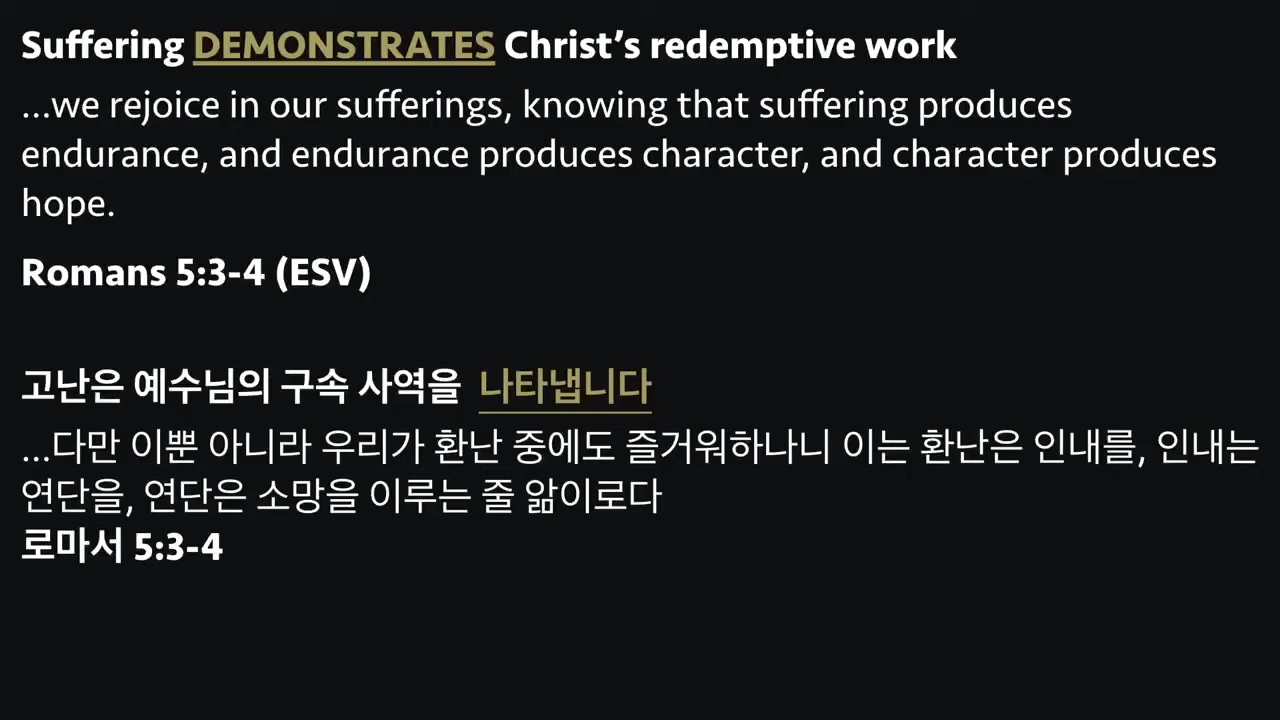 Suffering DEMONSTRATES Christ’s redemptive work
...we rejoice in our sufferings, knowing that suffering produces
endurance, and endurance produces character, and character produces
hope.
Romans 5:3-4 (ESV)
고난은 예수님의 구속 사역을 나타냅니다
...다만 이뿐 아니라 우리가 환난 중에도 즐거워하나니 이는 환난은 인내를, 인내는
연단을, 연단은 소망을 이루는 줄 앎이로다
로마서 5:3-4